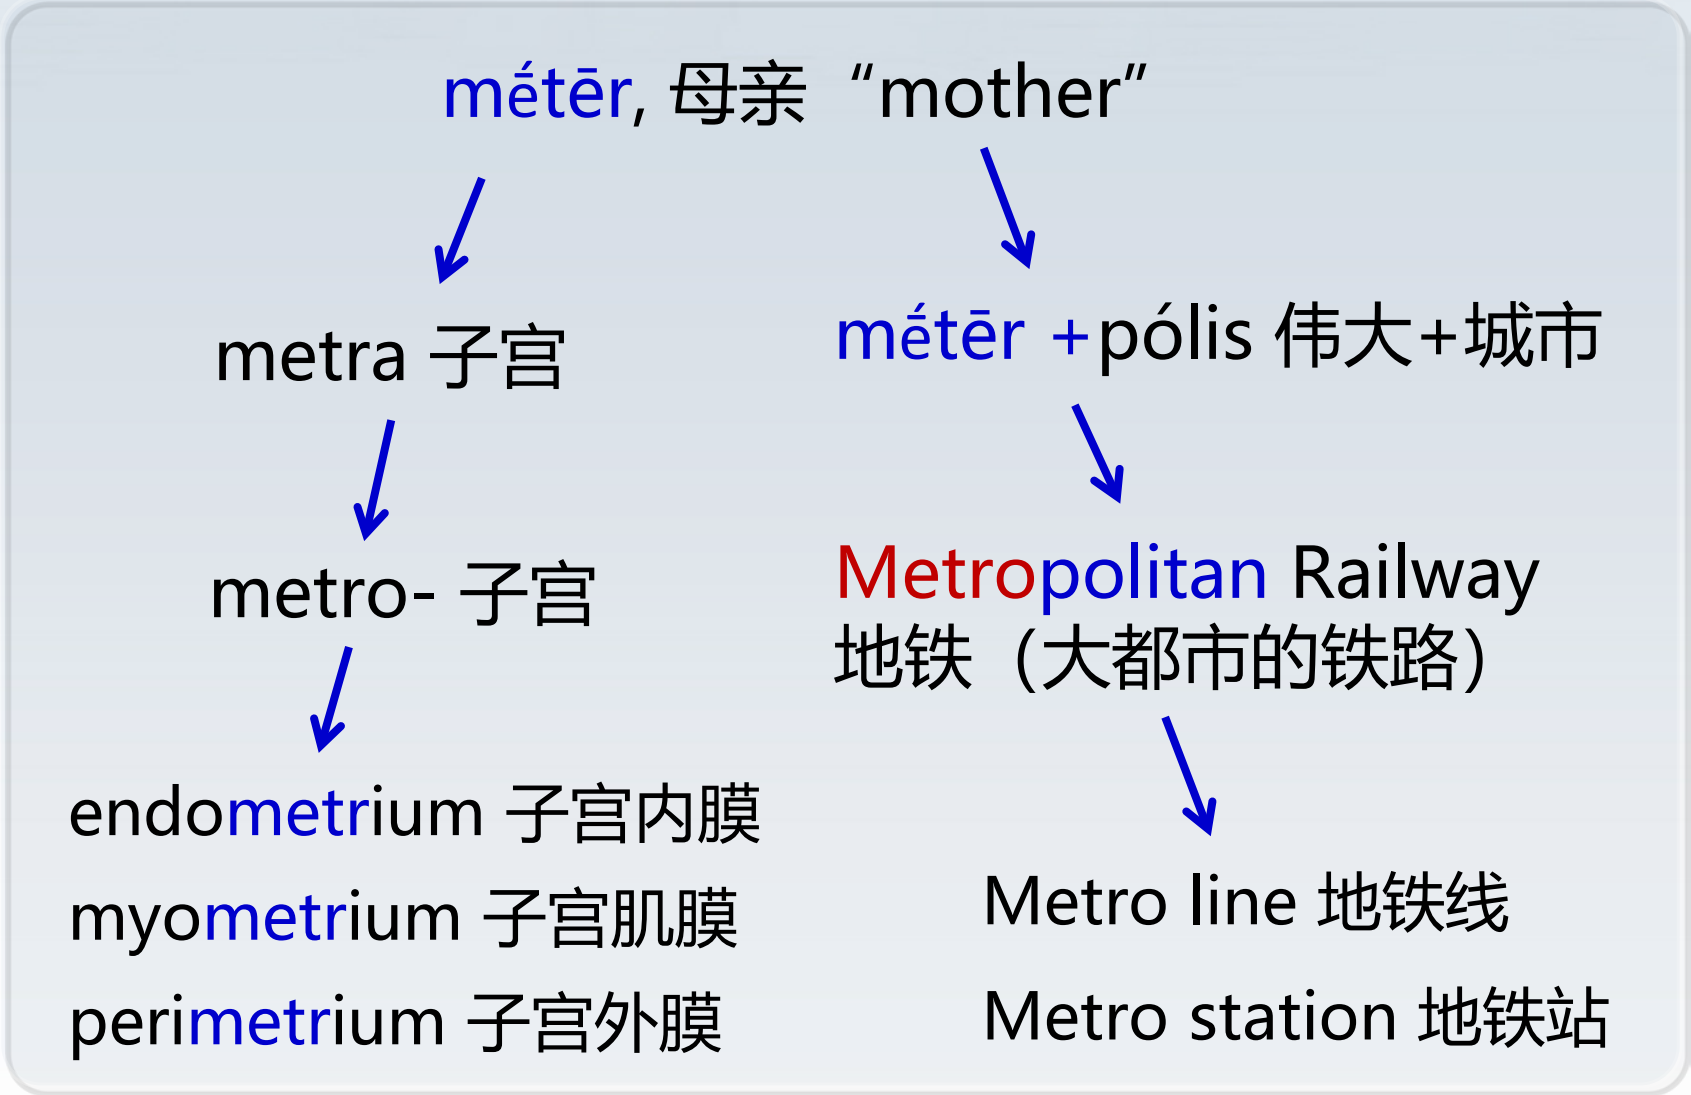 mḗtēr, 母亲“mother”
metra 子宫
metro- 子宫
endometrium 子宫内膜
myometrium 子宫肌膜
perimetrium 子宫外膜
mḗtēr +pólis 伟大+城市
Metropolitan Railway
地铁（大都市的铁路）
Metro line 地铁线
Metro station 地铁站